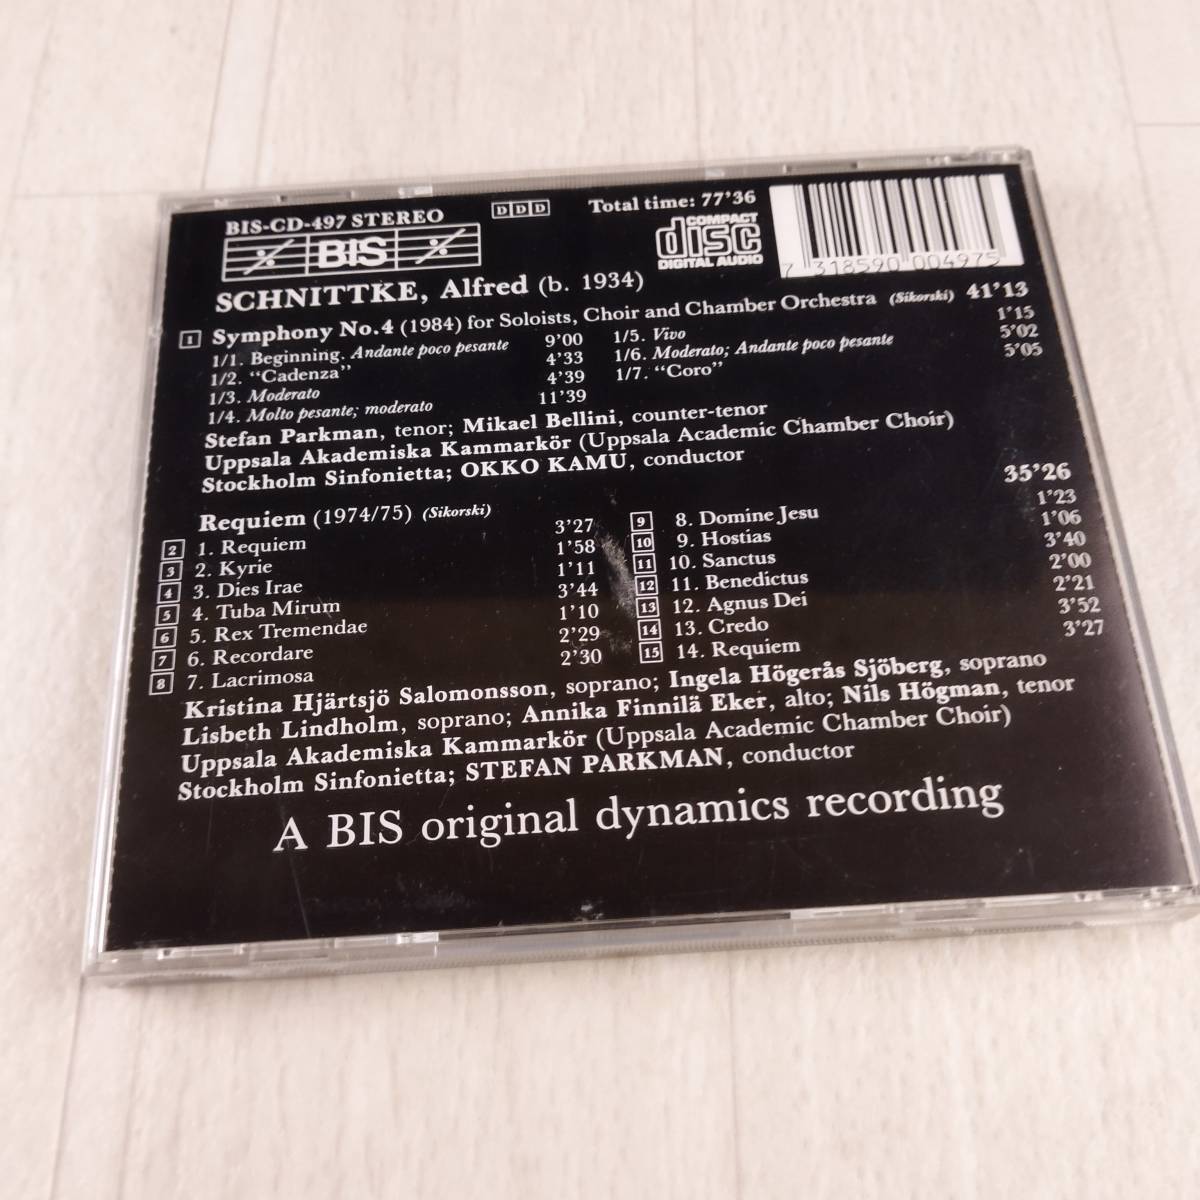 BIS-CD-497 STEREO
DDD
Total time: 77'36
BIS
COMPACT
disc
DIGITAL AUDIO
7 318590 004975
SCHNITTKE, Alfred (b. 1934)
1 Symphony No.4 (1984) for Soloists, Choir and Chamber Orchestra (Sikorski) 41'13
1/1. Beginning. Andante poco pesante 9'00
1/2. "Cadenza" 4'33
1/3. Moderato 4'39
1/4. Molto pesante; moderato 11'39
1/5. Vivo 1'15
1/6. Moderato; Andante poco pesante 5'02
1/7. "Coro" 5'05
Stefan Parkman, tenor; Mikael Bellini, counter-tenor
Uppsala Akademiska Kammarkör (Uppsala Academic Chamber Choir)
Stockholm Sinfonietta; OKKO KAMU, conductor
Requiem (1974/75) (Sikorski) 35'26
2 1. Requiem 3'27
3 2. Kyrie 1'58
4 3. Dies Irae 1'11
5 4. Tuba Mirum 3'44
6 5. Rex Tremendae 1'10
7 6. Recordare 2'29
8 7. Lacrimosa 2'30
9 8. Domine Jesu 1'23
10 9. Hostias 1'06
11 10. Sanctus 3'40
12 11. Benedictus 2'00
13 12. Agnus Dei 2'21
14 13. Credo 3'52
15 14. Requiem 3'27
Kristina Hjärtsjö Salomonsson, soprano; Ingela Högerås Sjöberg, soprano
Lisbeth Lindholm, soprano; Annika Finnilä Eker, alto; Nils Högman, tenor
Uppsala Akademiska Kammarkör (Uppsala Academic Chamber Choir)
Stockholm Sinfonietta; STEFAN PARKMAN, conductor
A BIS original dynamics recording